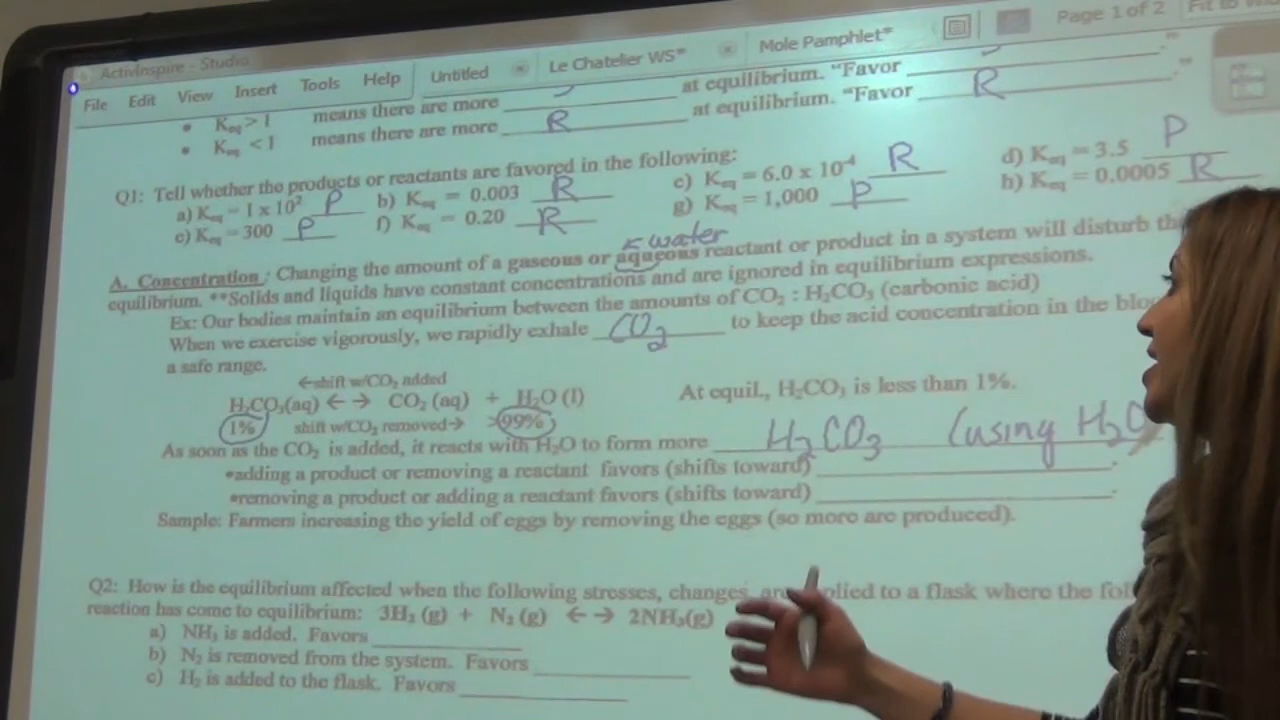 ActivInspire - Studio
Page 1 of 2
Fit to
File Edit View Insert Tools Help Untitled Le Chatelier WS* Mole Pamphlet*
• Keq > 1 means there are more at equilibrium. "Favor "
• Keq < 1 means there are more R at equilibrium. "Favor R "
Q1: Tell whether the products or reactants are favored in the following:
a) Keq = 1 x 10² P b) Keq = 0.003 R c) Keq = 6.0 x 10⁻⁴ R d) Keq = 3.5 P
e) Keq = 300 P f) Keq = 0.20 R g) Keq = 1,000 P h) Keq = 0.0005 R
water
A. Concentration: Changing the amount of a gaseous or aqueous reactant or product in a system will disturb
equilibrium. **Solids and liquids have constant concentrations and are ignored in equilibrium expressions.
Ex: Our bodies maintain an equilibrium between the amounts of CO₂ : H₂CO₃ (carbonic acid)
When we exercise vigorously, we rapidly exhale CO₂ to keep the acid concentration in the
a safe range.
←shift w/CO₂ added
H₂CO₃(aq) ←→ CO₂ (aq) + H₂O (l) At equil., H₂CO₃ is less than 1%.
1% shift w/CO₂ removed→ >99%
As soon as the CO₂ is added, it reacts with H₂O to form more H₂CO₃ (using H₂O
•adding a product or removing a reactant favors (shifts toward) .
•removing a product or adding a reactant favors (shifts toward) .
Sample: Farmers increasing the yield of eggs by removing the eggs (so more are produced).
Q2: How is the equilibrium affected when the following stresses, changes, are applied to a flask where the
reaction has come to equilibrium: 3H₂ (g) + N₂ (g) ←→ 2NH₃(g)
a) NH₃ is added. Favors
b) N₂ is removed from the system. Favors
c) H₂ is added to the flask. Favors